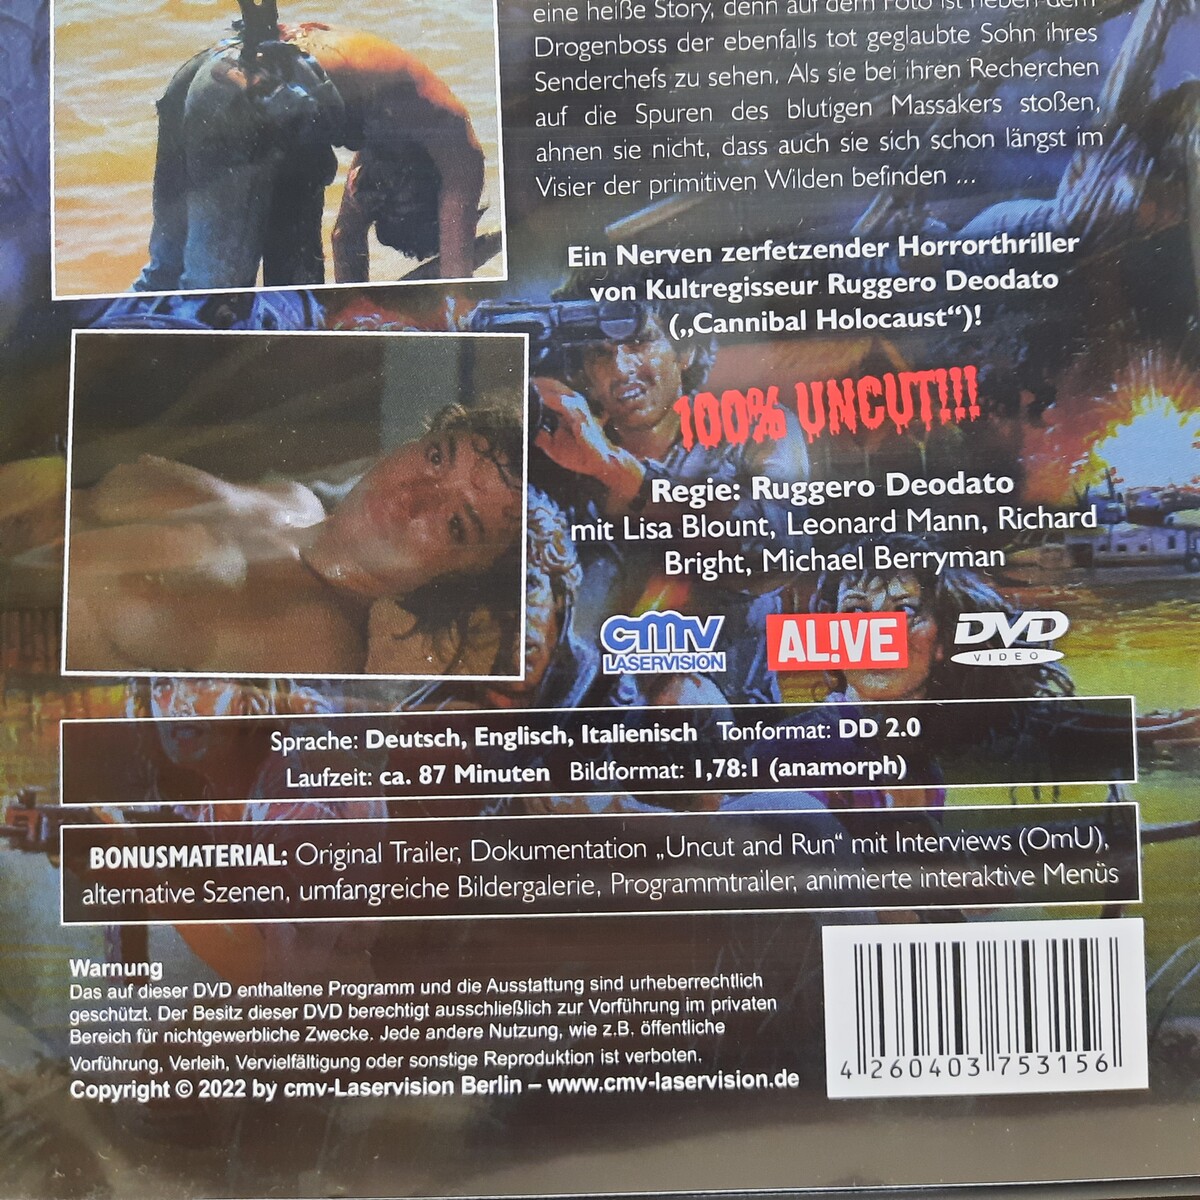 eine heiße Story, denn auf dem Foto ist neben dem
Drogenboss der ebenfalls tot geglaubte Sohn ihres
Senderchefs zu sehen. Als sie bei ihren Recherchen
auf die Spuren des blutigen Massakers stoßen,
ahnen sie nicht, dass auch sie sich schon längst im
Visier der primitiven Wilden befinden ...
Ein Nerven zerfetzender Horrorthriller
von Kultregisseur Ruggero Deodato
(„Cannibal Holocaust“)!
100% UNCUT!!!
Regie: Ruggero Deodato
mit Lisa Blount, Leonard Mann, Richard
Bright, Michael Berryman
cmv LASERVISION
AL!VE
DVD VIDEO
Sprache: Deutsch, Englisch, Italienisch Tonformat: DD 2.0
Laufzeit: ca. 87 Minuten Bildformat: 1,78:1 (anamorph)
BONUSMATERIAL: Original Trailer, Dokumentation „Uncut and Run“ mit Interviews (OmU),
alternative Szenen, umfangreiche Bildergalerie, Programmtrailer, animierte interaktive Menüs
Warnung
Das auf dieser DVD enthaltene Programm und die Ausstattung sind urheberrechtlich
geschützt. Der Besitz dieser DVD berechtigt ausschließlich zur Vorführung im privaten
Bereich für nichtgewerbliche Zwecke. Jede andere Nutzung, wie z.B. öffentliche
Vorführung, Verleih, Vervielfältigung oder sonstige Reproduktion ist verboten.
Copyright © 2022 by cmv-Laservision Berlin – www.cmv-laservision.de
4 260403 753156